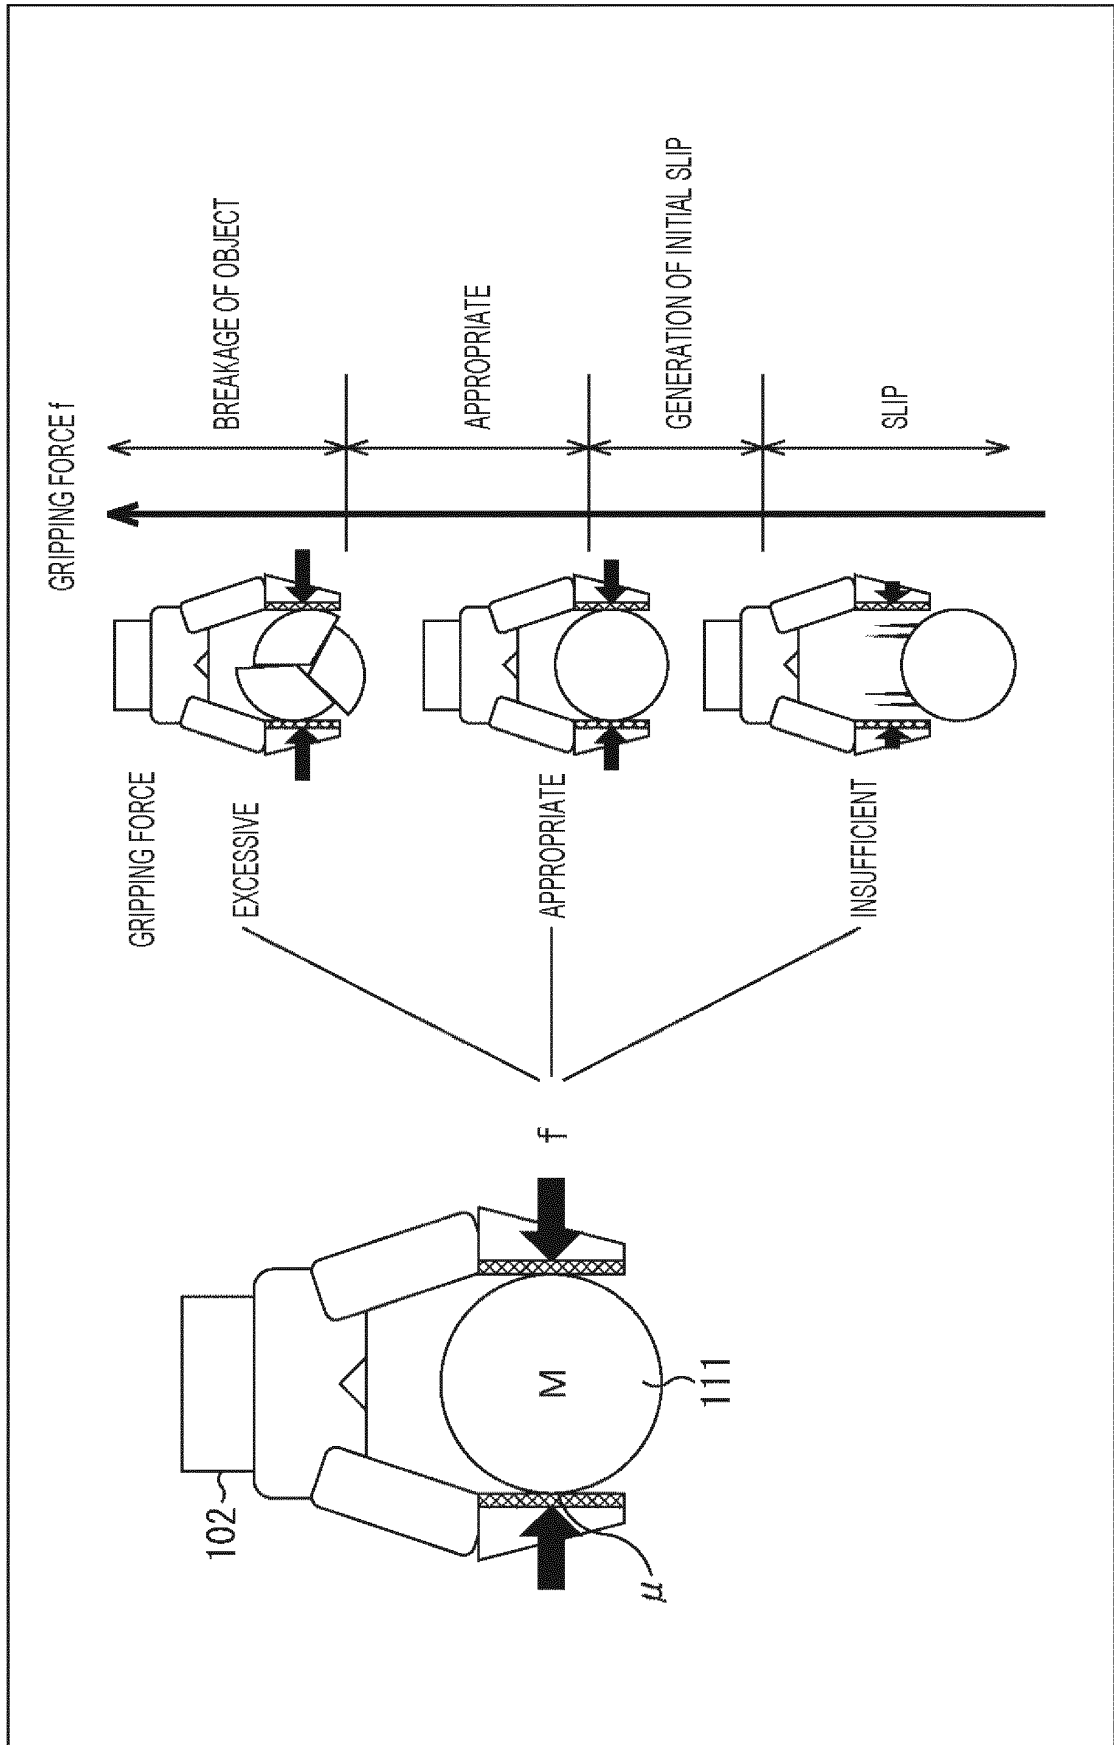 102
M
111
μ
f
GRIPPING FORCE
EXCESSIVE
APPROPRIATE
INSUFFICIENT
GRIPPING FORCE f
BREAKAGE OF OBJECT
APPROPRIATE
GENERATION OF INITIAL SLIP
SLIP